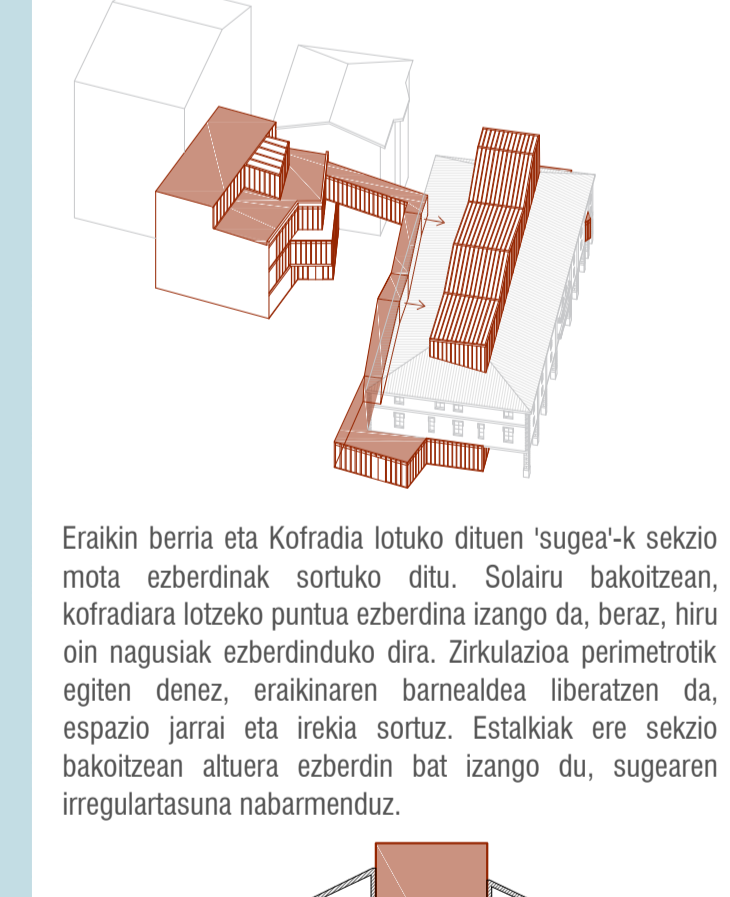 Eraikin berria eta Kofradia lotuko dituen 'sugea'-k sekzio
mota ezberdinak sortuko ditu. Solairu bakoitzean,
kofradiara lotzeko puntua ezberdina izango da, beraz, hiru
oin nagusiak ezberdinduko dira. Zirkulazioa perimetrotik
egiten denez, eraikinaren barnealdea liberatzen da,
espazio jarrai eta irekia sortuz. Estalkiak ere sekzio
bakoitzean altuera ezberdin bat izango du, sugearen
irregulartasuna nabarmenduz.